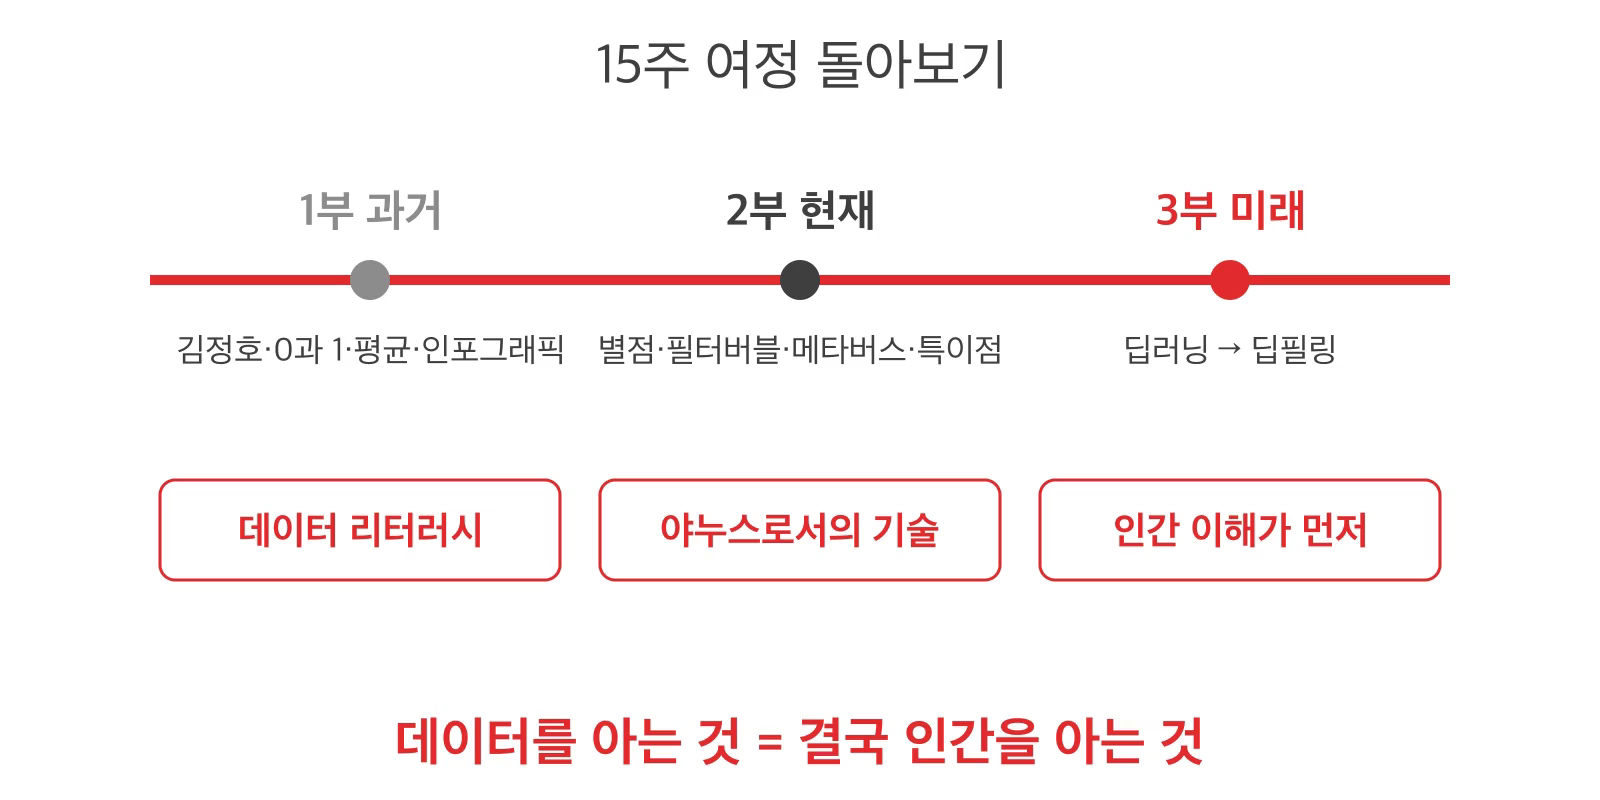 15주 여정 돌아보기
1부 과거
2부 현재
3부 미래
김정호·0과 1·평균·인포그래픽
별점·필터버블·메타버스·특이점
딥러닝 → 딥필링
데이터 리터러시
야누스로서의 기술
인간 이해가 먼저
데이터를 아는 것 = 결국 인간을 아는 것